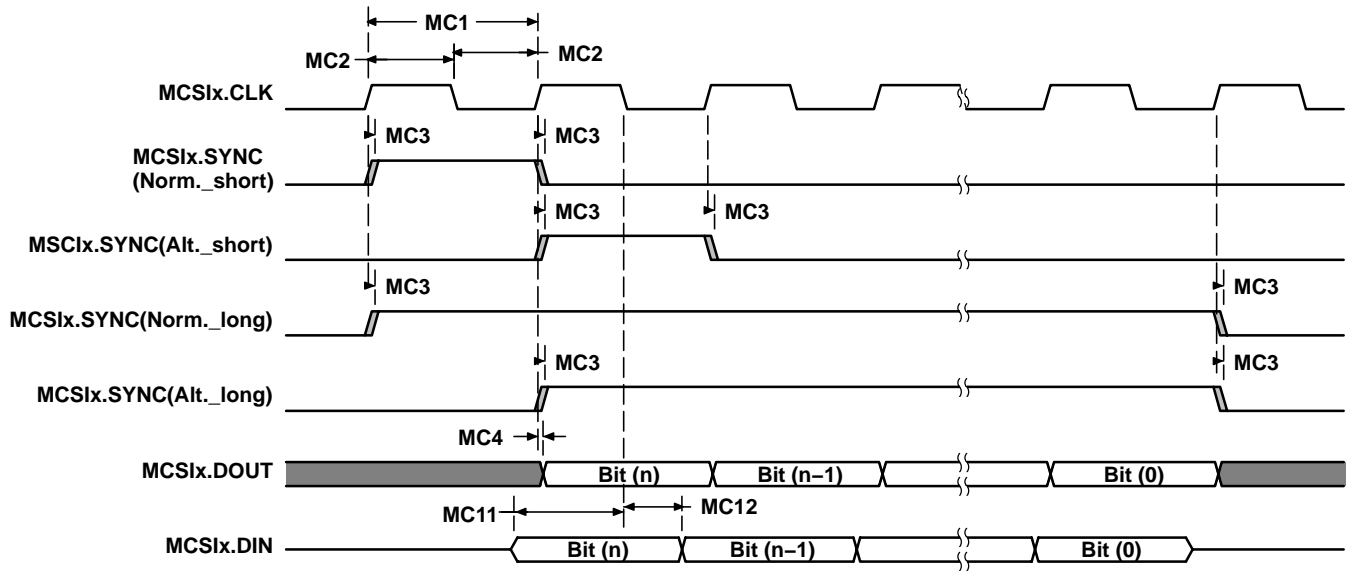 MC1
MC2
MC2
MCSIx.CLK
MC3
MC3
MCSIx.SYNC
(Norm._short)
MC3
MC3
MSCIx.SYNC(Alt._short)
MC3
MC3
MCSIx.SYNC(Norm._long)
MC3
MC3
MCSIx.SYNC(Alt._long)
MC4
MCSIx.DOUT
Bit (n)
Bit (n−1)
Bit (0)
MC11
MC12
MCSIx.DIN
Bit (n)
Bit (n−1)
Bit (0)